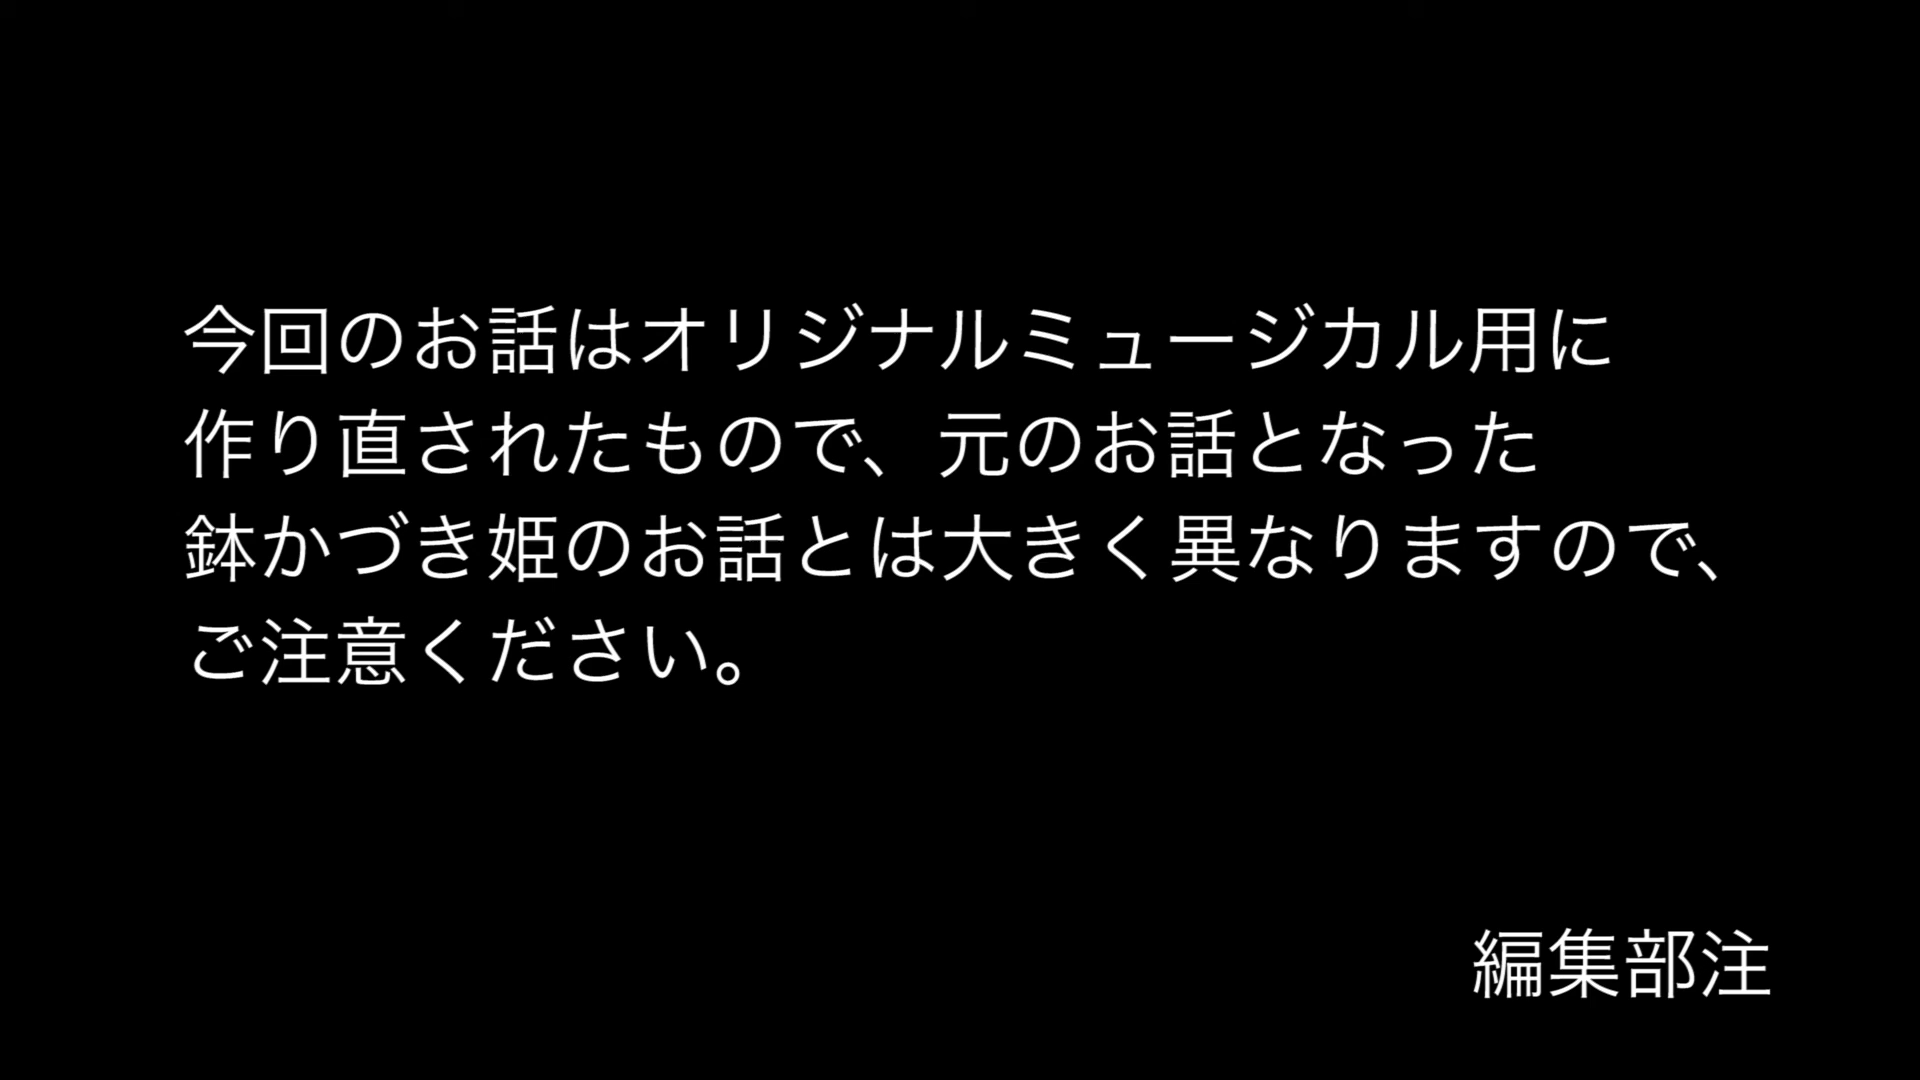 今回のお話はオリジナルミュージカル用に
作り直されたもので、元のお話となった
鉢かづき姫のお話とは大きく異なりますので、
ご注意ください。
編集部注